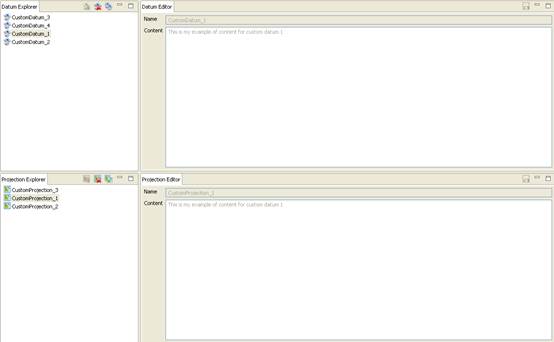 Datum Explorer
CustomDatum_3
CustomDatum_4
CustomDatum_1
CustomDatum_2
Datum Editor
Name CustomDatum_1
Content This is my example of content for custom datum 1
Projection Explorer
CustomProjection_3
CustomProjection_1
CustomProjection_2
Projection Editor
Name CustomProjection_1
Content This is my example of content for custom datum 1